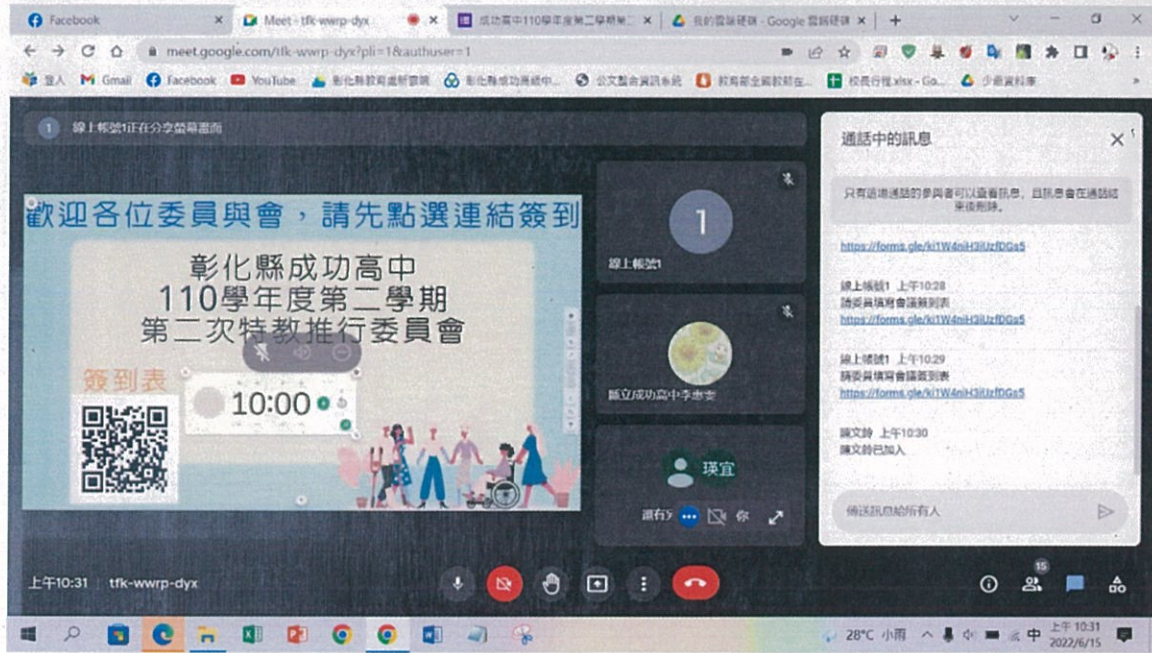 Facebook
Meet - tfk-wwrp-dyx
成功高中110學年度第二學期第二
我的雲端硬碟 - Google 雲端硬碟
meet.google.com/tfk-wwrp-dyx?pli=1&authuser=1
登入
Gmail
Facebook
YouTube
彰化縣教育處新雲端
彰化縣成功高級中...
公文整合資訊系統
教育部全國教師在...
校長行程.xlsx - Go...
少鹿資料庫
1
線上帳號1正在分享螢幕畫面
歡迎各位委員與會，請先點選連結簽到
彰化縣成功高中
110學年度第二學期
第二次特教推行委員會
簽到表
10:00
1
線上帳號1
縣立成功高中李惠雯
瑛宜
你
通話中的訊息
只有這場通話的參與者可以查看訊息，且訊息會在通話結
束後刪除。
https://forms.gle/ki1W4niH3iUzfDGs5
線上帳號1 上午10:28
請委員填寫會議簽到表
https://forms.gle/ki1W4niH3iUzfDGs5
線上帳號1 上午10:29
請委員填寫會議簽到表
https://forms.gle/ki1W4niH3iUzfDGs5
陳文鈴 上午10:30
陳文鈴已加入
傳送訊息給所有人
上午10:31 | tfk-wwrp-dyx
15
28°C 小雨
中
上午 10:31
2022/6/15